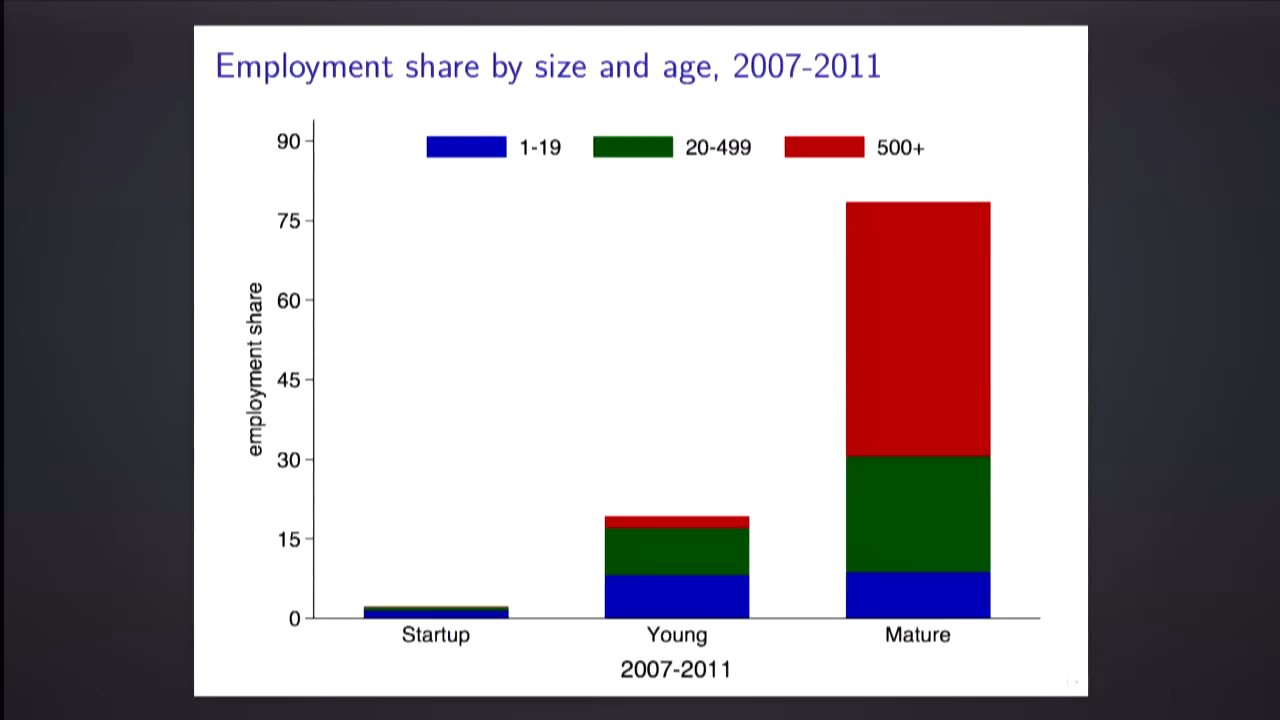 Employment share by size and age, 2007-2011
1-19 20-499 500+
90
75
60
45
30
15
0
employment share
Startup Young Mature
2007-2011